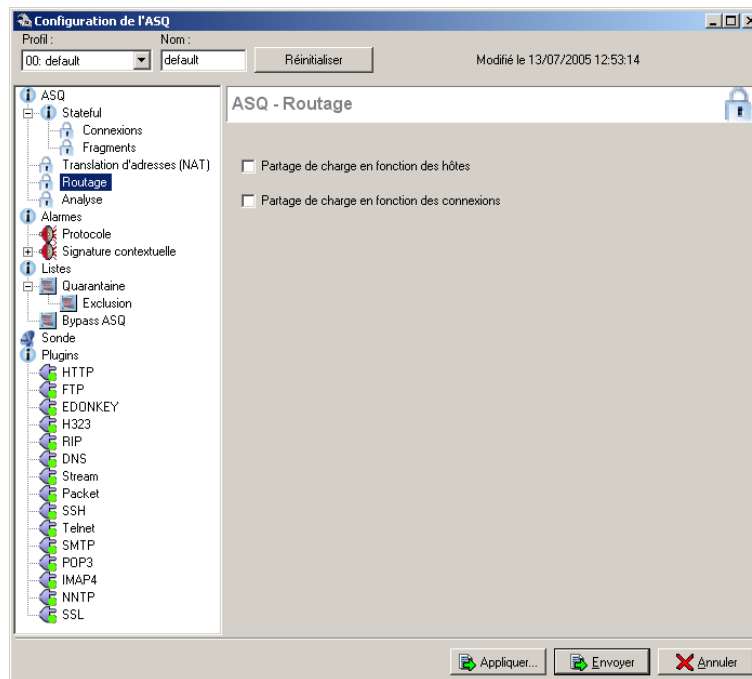 Configuration de l'ASQ
Profil :
Nom :
00: default
default
Réinitialiser
Modifié le 13/07/2005 12:53:14
ASQ
Stateful
Connexions
Fragments
Translation d'adresses (NAT)
Routage
Analyse
Alarmes
Protocole
Signature contextuelle
Listes
Quarantaine
Exclusion
Bypass ASQ
Sonde
Plugins
HTTP
FTP
EDONKEY
H323
RIP
DNS
Stream
Packet
SSH
Telnet
SMTP
POP3
IMAP4
NNTP
SSL
ASQ - Routage
Partage de charge en fonction des hôtes
Partage de charge en fonction des connexions
Appliquer...
Envoyer
Annuler